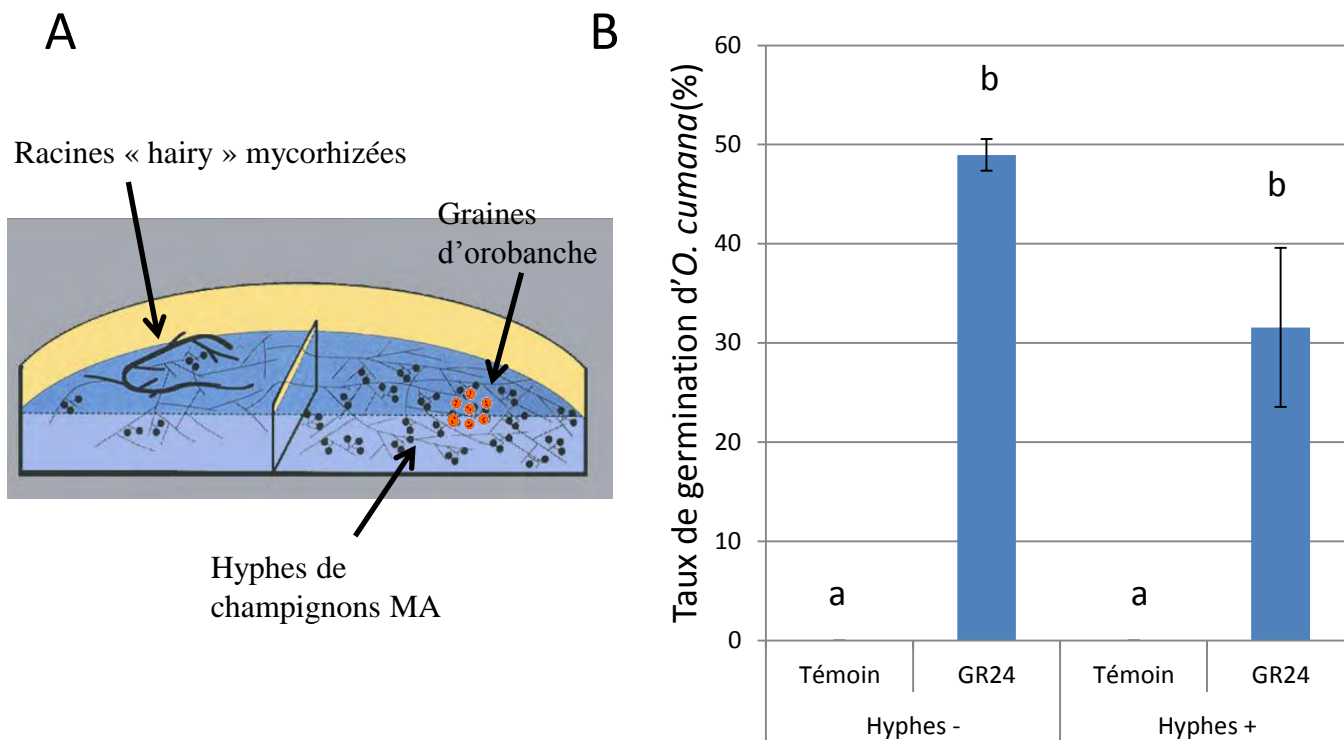 A
Racines « hairy » mycorhizées
Graines
d’orobanche
Hyphes de
champignons MA
B
Taux de germination d’O. cumana(%)
60
50
40
30
20
10
0
a
b
a
b
Témoin
GR24
Témoin
GR24
Hyphes -
Hyphes +